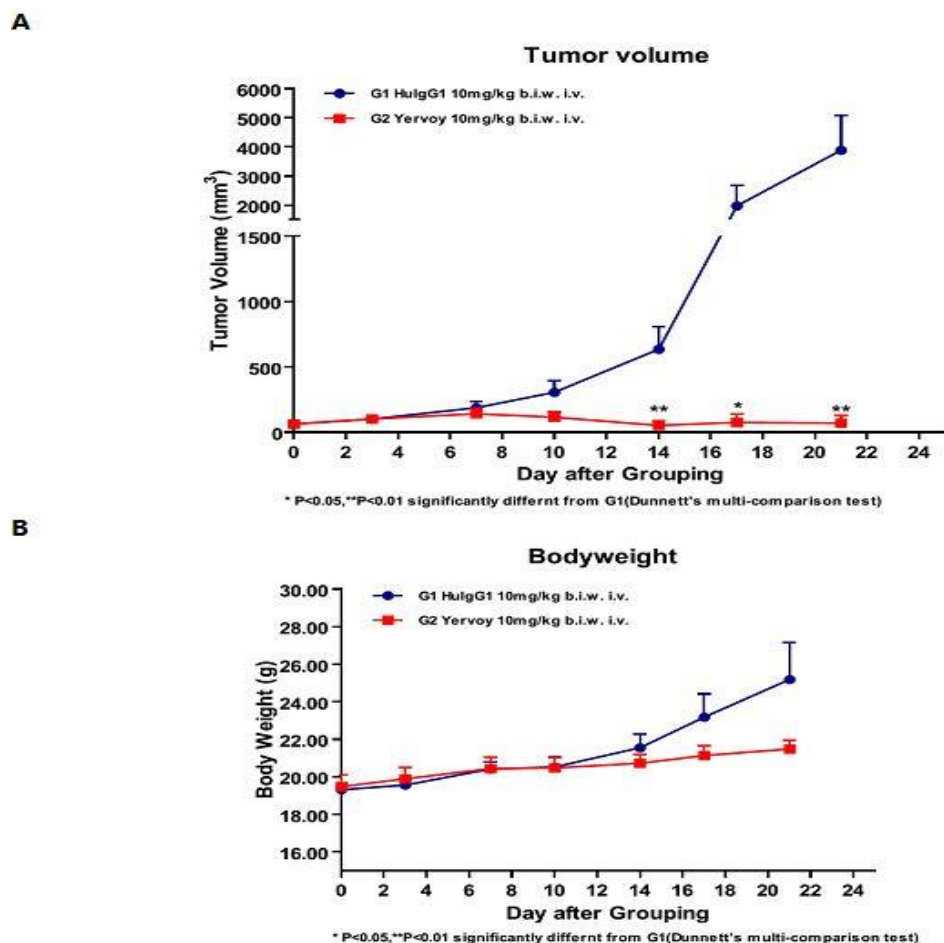 A
Tumor volume
G1 HuIgG1 10mg/kg b.i.w. i.v.
G2 Yervoy 10mg/kg b.i.w. i.v.
Tumor Volume (mm³)
6000
5000
4000
3000
2000
1500
1000
500
0
** * **
0 2 4 6 8 10 12 14 16 18 20 22 24
Day after Grouping
* P<0.05,**P<0.01 significantly differnt from G1(Dunnett's multi-comparison test)
B
Bodyweight
G1 HuIgG1 10mg/kg b.i.w. i.v.
G2 Yervoy 10mg/kg b.i.w. i.v.
Body Weight (g)
30.00
28.00
26.00
24.00
22.00
20.00
18.00
16.00
0 2 4 6 8 10 12 14 16 18 20 22 24
Day after Grouping
* P<0.05,**P<0.01 significantly differnt from G1(Dunnett's multi-comparison test)